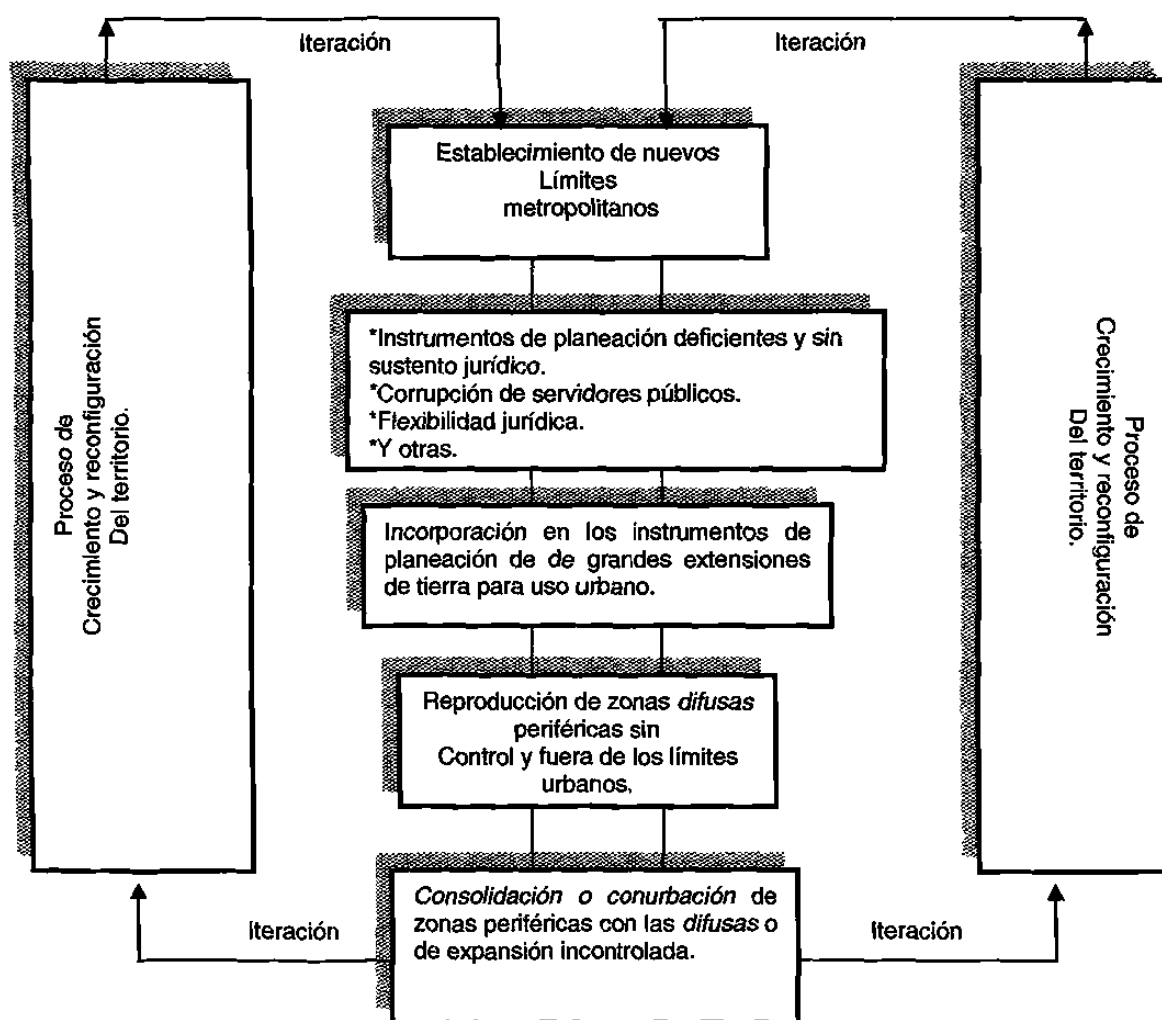 Iteración
Iteración
Establecimiento de nuevos
Límites
metropolitanos
*Instrumentos de planeación deficientes y sin
sustento jurídico.
*Corrupción de servidores públicos.
*Flexibilidad jurídica.
*Y otras.
Incorporación en los instrumentos de
planeación de de grandes extensiones
de tierra para uso urbano.
Reproducción de zonas difusas
periféricas sin
Control y fuera de los límites
urbanos.
Consolidación o conurbación de
zonas periféricas con las difusas o
de expansión incontrolada.
Proceso de
Crecimiento y reconfiguración
Del territorio.
Proceso de
Crecimiento y reconfiguración
Del territorio.
Iteración
Iteración